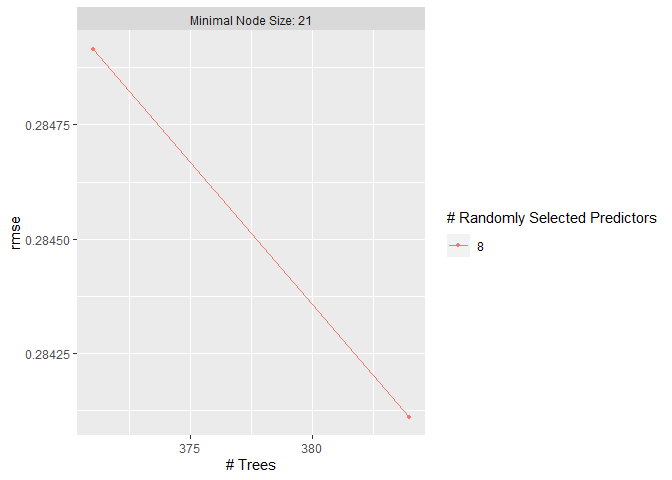 Minimal Node Size: 21
0.28475
0.28450
0.28425
rmse
375 380
# Trees
# Randomly Selected Predictors
8